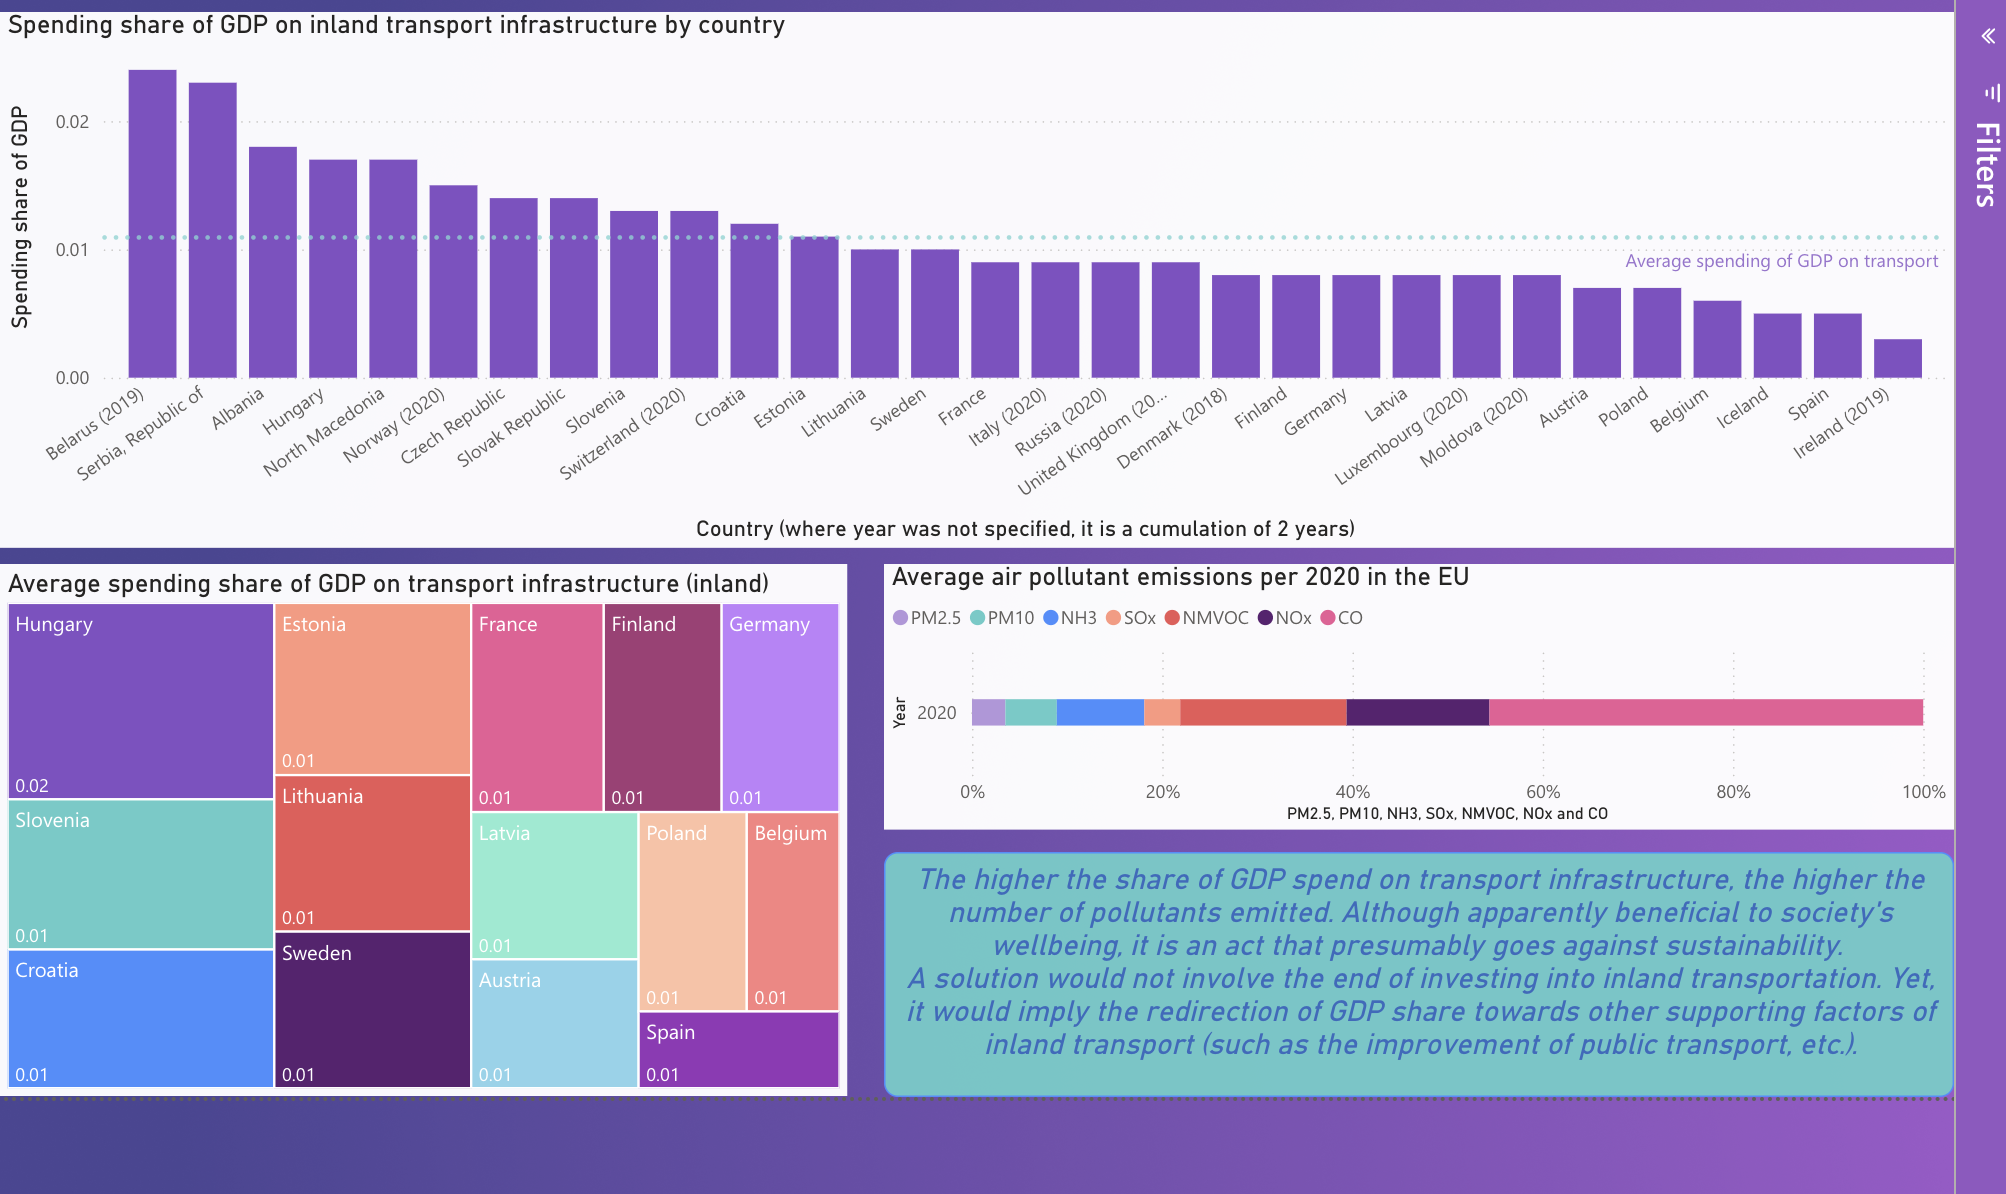 Spending share of GDP on inland transport infrastructure by country
Spending share of GDP
0.02
0.01
0.00
Average spending of GDP on transport
Belarus (2019)
Serbia, Republic of
Albania
Hungary
North Macedonia
Norway (2020)
Czech Republic
Slovak Republic
Slovenia
Switzerland (2020)
Croatia
Estonia
Lithuania
Sweden
France
Italy (2020)
Russia (2020)
United Kingdom (20...
Denmark (2018)
Finland
Germany
Latvia
Luxembourg (2020)
Moldova (2020)
Austria
Poland
Belgium
Iceland
Spain
Ireland (2019)
Country (where year was not specified, it is a cumulation of 2 years)
Filters
Average spending share of GDP on transport infrastructure (inland)
Hungary
0.02
Slovenia
0.01
Croatia
0.01
Estonia
0.01
Lithuania
0.01
Sweden
0.01
France
0.01
Finland
0.01
Germany
0.01
Latvia
0.01
Austria
0.01
Poland
0.01
Belgium
0.01
Spain
0.01
Average air pollutant emissions per 2020 in the EU
PM2.5 PM10 NH3 SOx NMVOC NOx CO
Year
2020
0% 20% 40% 60% 80% 100%
PM2.5, PM10, NH3, SOx, NMVOC, NOx and CO
The higher the share of GDP spend on transport infrastructure, the higher the
number of pollutants emitted. Although apparently beneficial to society's
wellbeing, it is an act that presumably goes against sustainability.
A solution would not involve the end of investing into inland transportation. Yet,
it would imply the redirection of GDP share towards other supporting factors of
inland transport (such as the improvement of public transport, etc.).